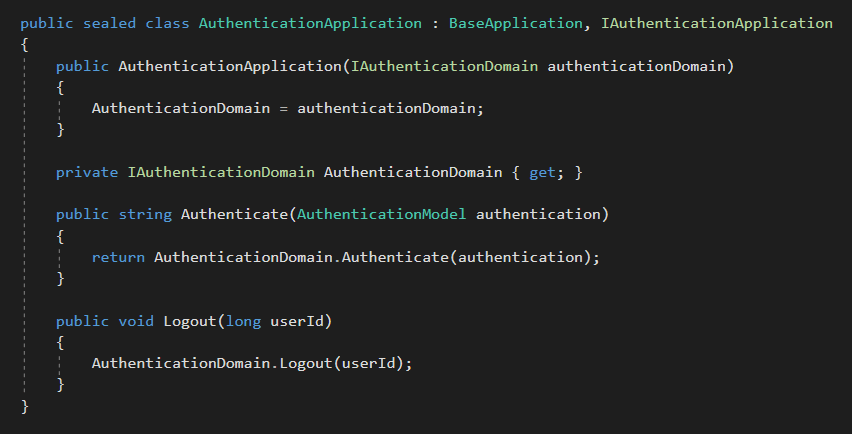 public sealed class AuthenticationApplication : BaseApplication, IAuthenticationApplication
{
    public AuthenticationApplication(IAuthenticationDomain authenticationDomain)
    {
        AuthenticationDomain = authenticationDomain;
    }

    private IAuthenticationDomain AuthenticationDomain { get; }

    public string Authenticate(AuthenticationModel authentication)
    {
        return AuthenticationDomain.Authenticate(authentication);
    }

    public void Logout(long userId)
    {
        AuthenticationDomain.Logout(userId);
    }
}